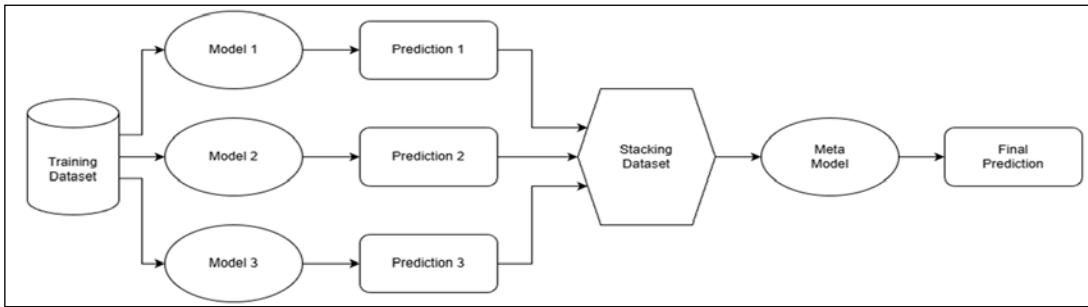 Model 1
Prediction 1
Training
Dataset
Model 2
Prediction 2
Stacking
Dataset
Meta
Model
Final
Prediction
Model 3
Prediction 3